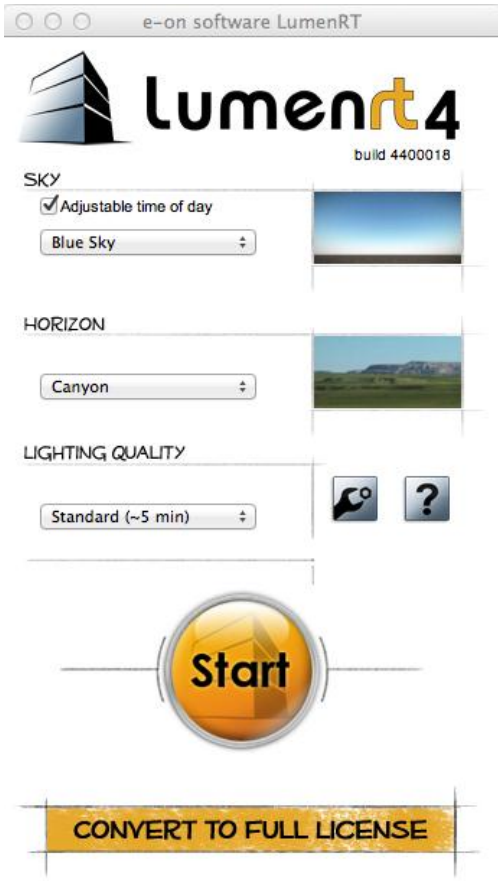 e-on software LumenRT
Lumenrt4
build 4400018
SKY
Adjustable time of day
Blue Sky
HORIZON
Canyon
LIGHTING QUALITY
Standard (~5 min)
?
Start
CONVERT TO FULL LICENSE